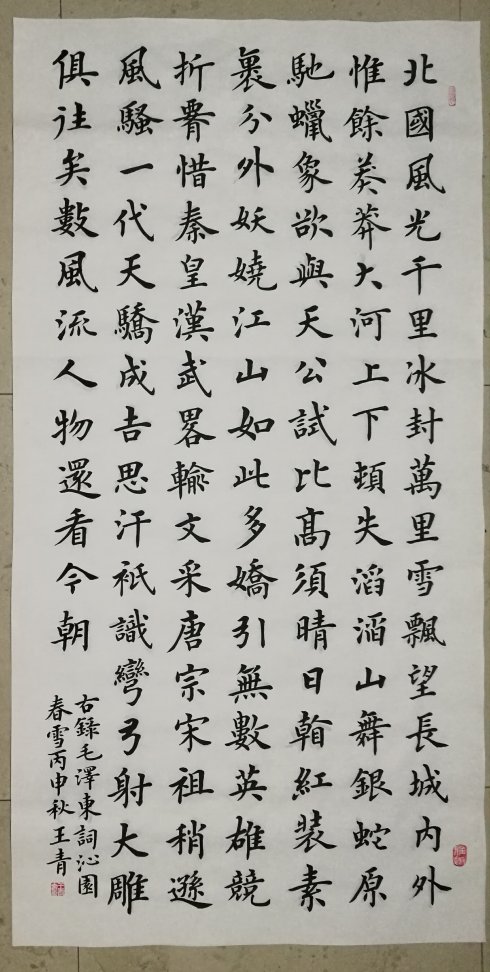 北國風光千里冰封萬里雪飄望長城內外
惟餘莽莽大河上下頓失滔滔山舞銀蛇原
馳蠟象欲與天公試比高須晴日翰紅裝素
裹分外妖嬈江山如此多嬌引無數英雄競
折惜秦皇漢武畧輸文采唐宗宋祖稍遜
風騷一代天驕成吉思汗祇識彎弓射大雕
俱往矣數風流人物還看今朝
右錄毛澤東詞沁園
春雪丙申秋王青